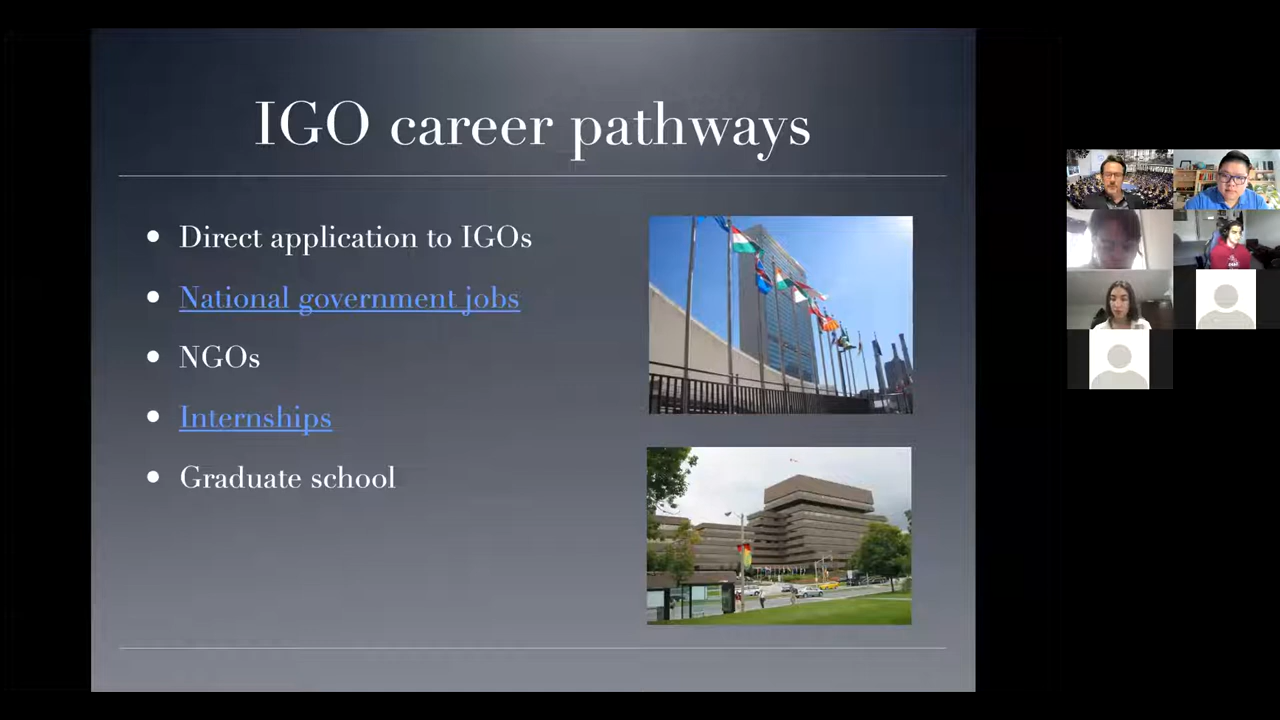 IGO career pathways
Direct application to IGOs
National government jobs
NGOs
Internships
Graduate school